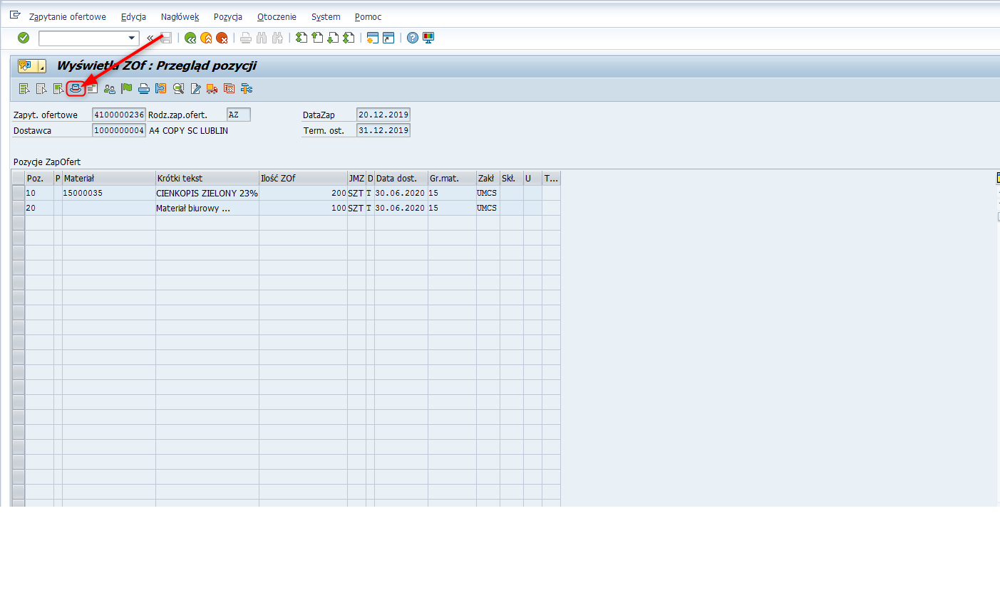 Zapytanie ofertowe Edycja Nagłówek Pozycja Otoczenie System Pomoc
Wyświetla ZOf : Przegląd pozycji
Zapyt. ofertowe 4100000236 Rodz.zap.ofert. AZ DataZap 20.12.2019
Dostawca 1000000004 A4 COPY SC LUBLIN Term. ost. 31.12.2019
Pozycje ZapOfert
Poz. P Materiał Krótki tekst Ilość ZOf JMZ D Data dost. Gr.mat. Zakł Skł. U T...
10 15000035 CIENKOPIS ZIELONY 23% 200 SZT T 30.06.2020 15 UMCS
20 Materiał biurowy ... 100 SZT T 30.06.2020 15 UMCS